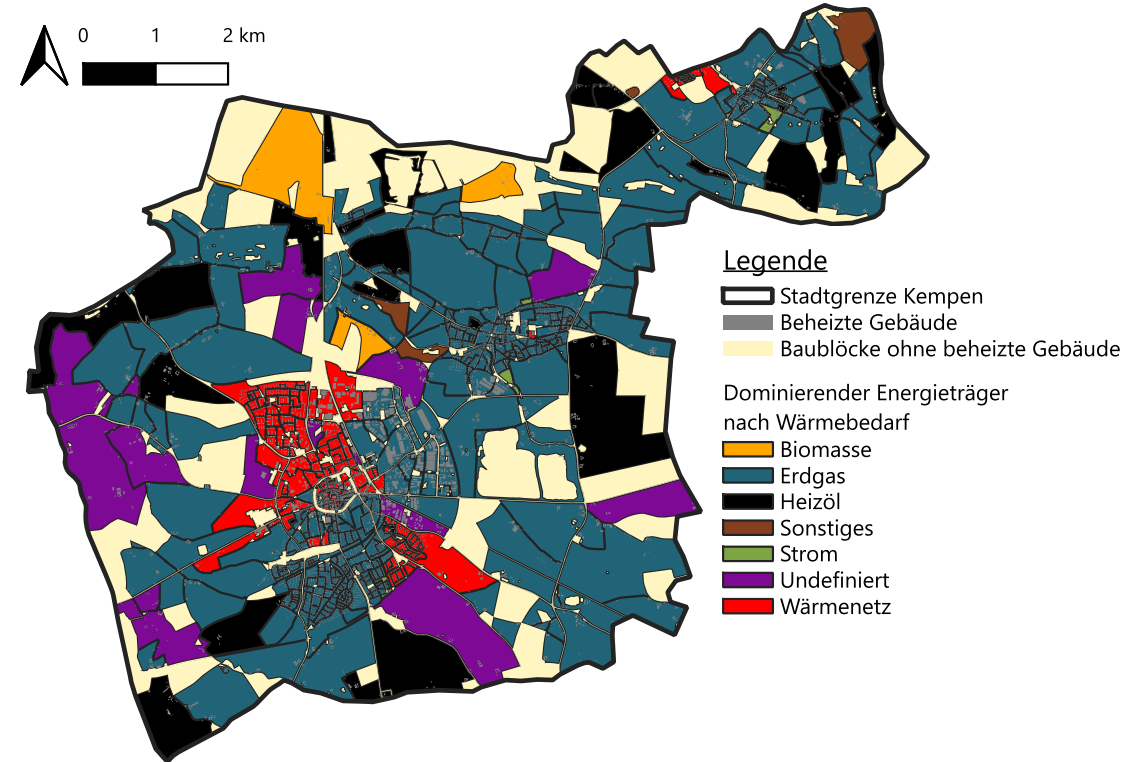 0 1 2 km
Legende
Stadtgrenze Kempen
Beheizte Gebäude
Baublöcke ohne beheizte Gebäude
Dominierender Energieträger
nach Wärmebedarf
Biomasse
Erdgas
Heizöl
Sonstiges
Strom
Undefiniert
Wärmenetz